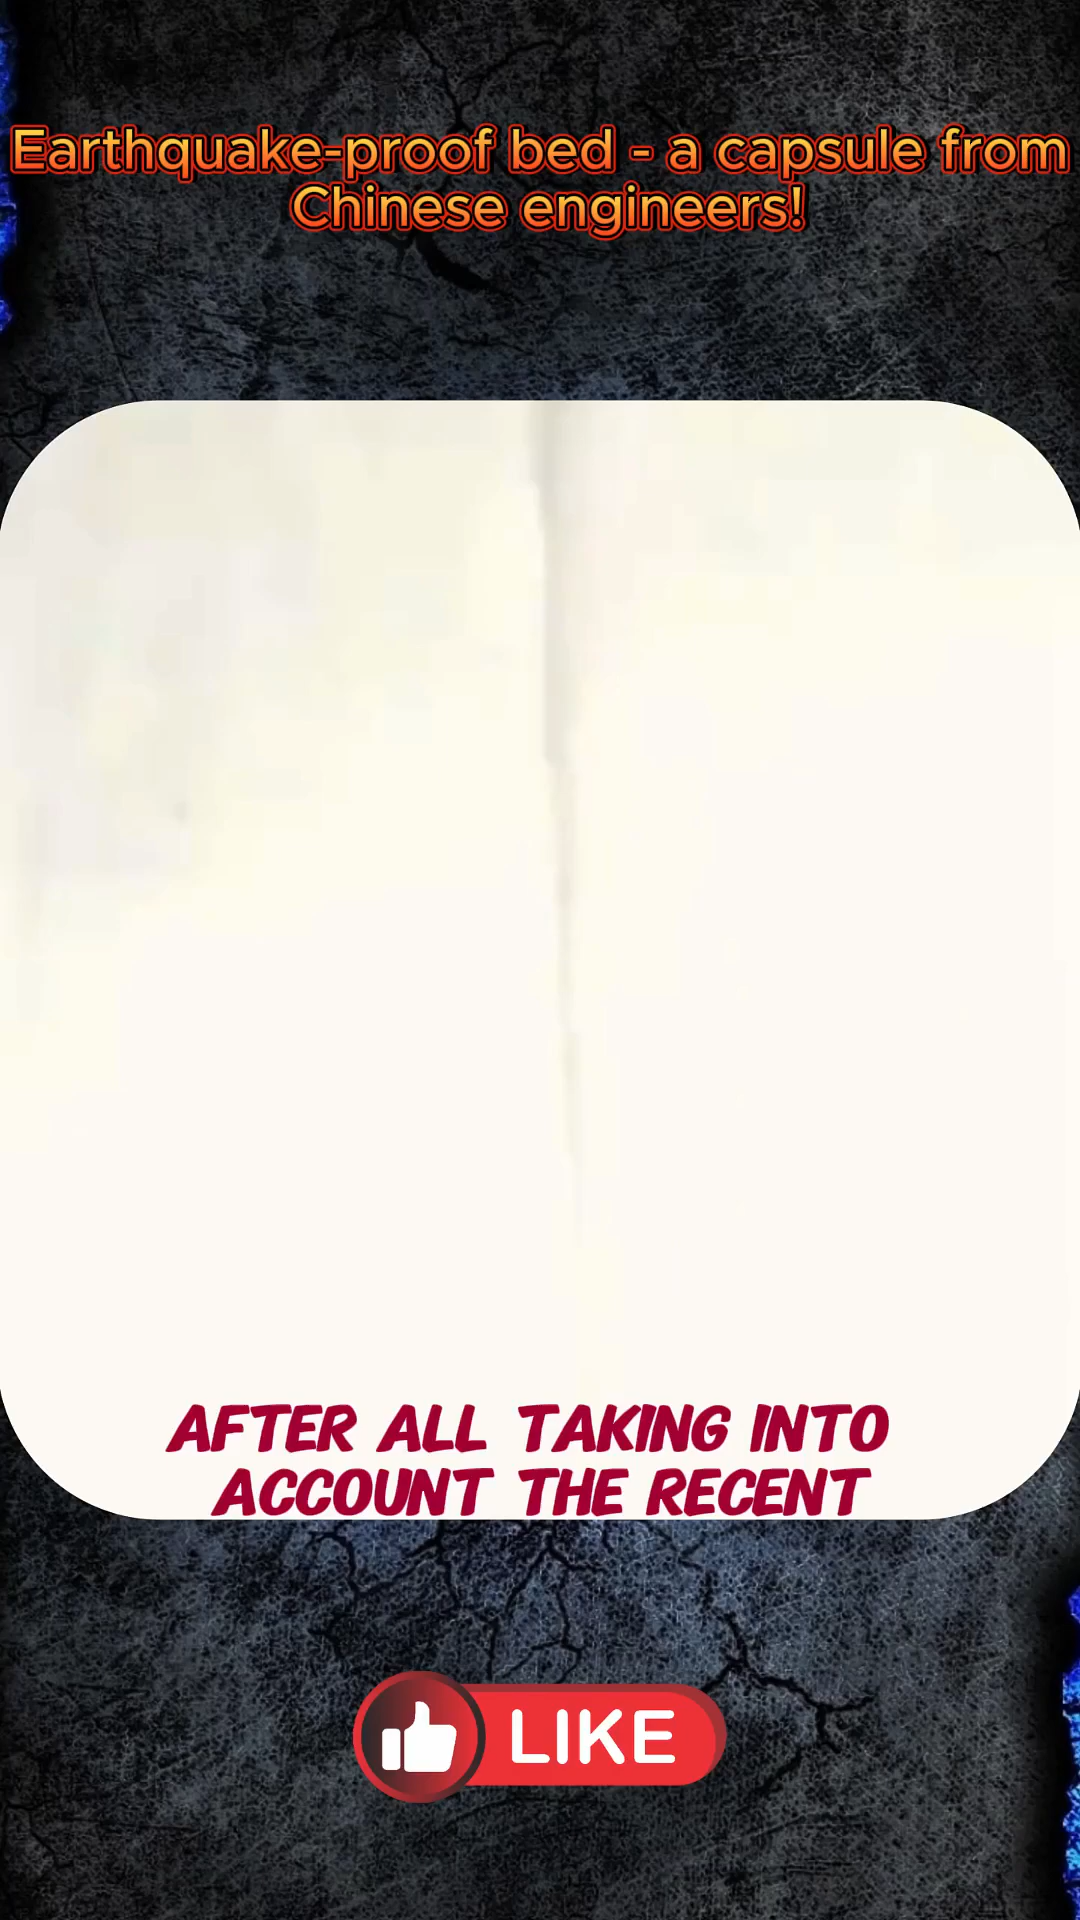 Earthquake-proof bed - a capsule from
Chinese engineers!
AFTER ALL TAKING INTO
ACCOUNT THE RECENT
LIKE